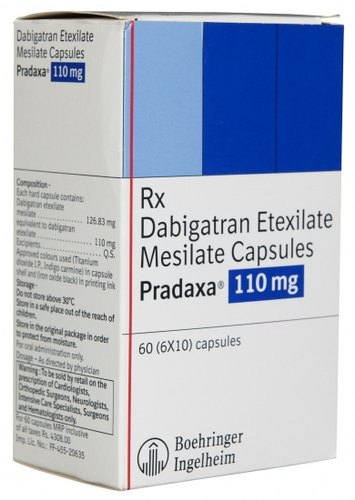 Dabigatran Etexilate
Mesilate Capsules
Pradaxa® 110 mg
Composition -
Each hard capsule contains:
Dabigatran etexilate
mesilate ............ 126.83 mg
equivalent to dabigatran
etexilate ............ 110 mg
Excipients ............ Q.S.
Approved colours used (Titanium
dioxide I.P., Indigo carmine) in capsule
shell and (Iron oxide black) in printing ink
Storage -
Do not store above 30°C
Store in a safe place out of the reach of
children.
Store in the original package in order
to protect from moisture.
For oral administration only.
Dosage - As directed by physician
Warning : To be sold by retail on the
prescription of Cardiologists,
Orthopedic Surgeons, Neurologists,
Intensive Care Specialists, Surgeons
and Hematologists only.
For 60 capsules MRP inclusive
of all taxes Rs. 4308.00
Imp. Lic. No.: FF-455-20635
Rx
Dabigatran Etexilate
Mesilate Capsules
Pradaxa® 110 mg
60 (6X10) capsules
Boehringer
Ingelheim